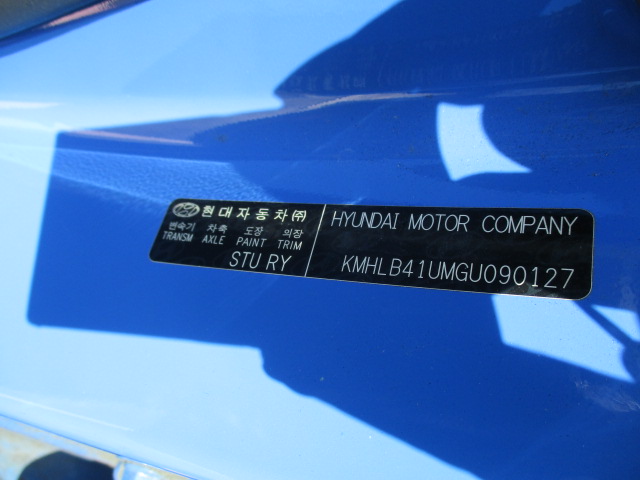 현대자동차(주)
변속기 차축 도장 의장
TRANSM AXLE PAINT TRIM
STU RY
HYUNDAI MOTOR COMPANY
KMHLB41UMGU090127